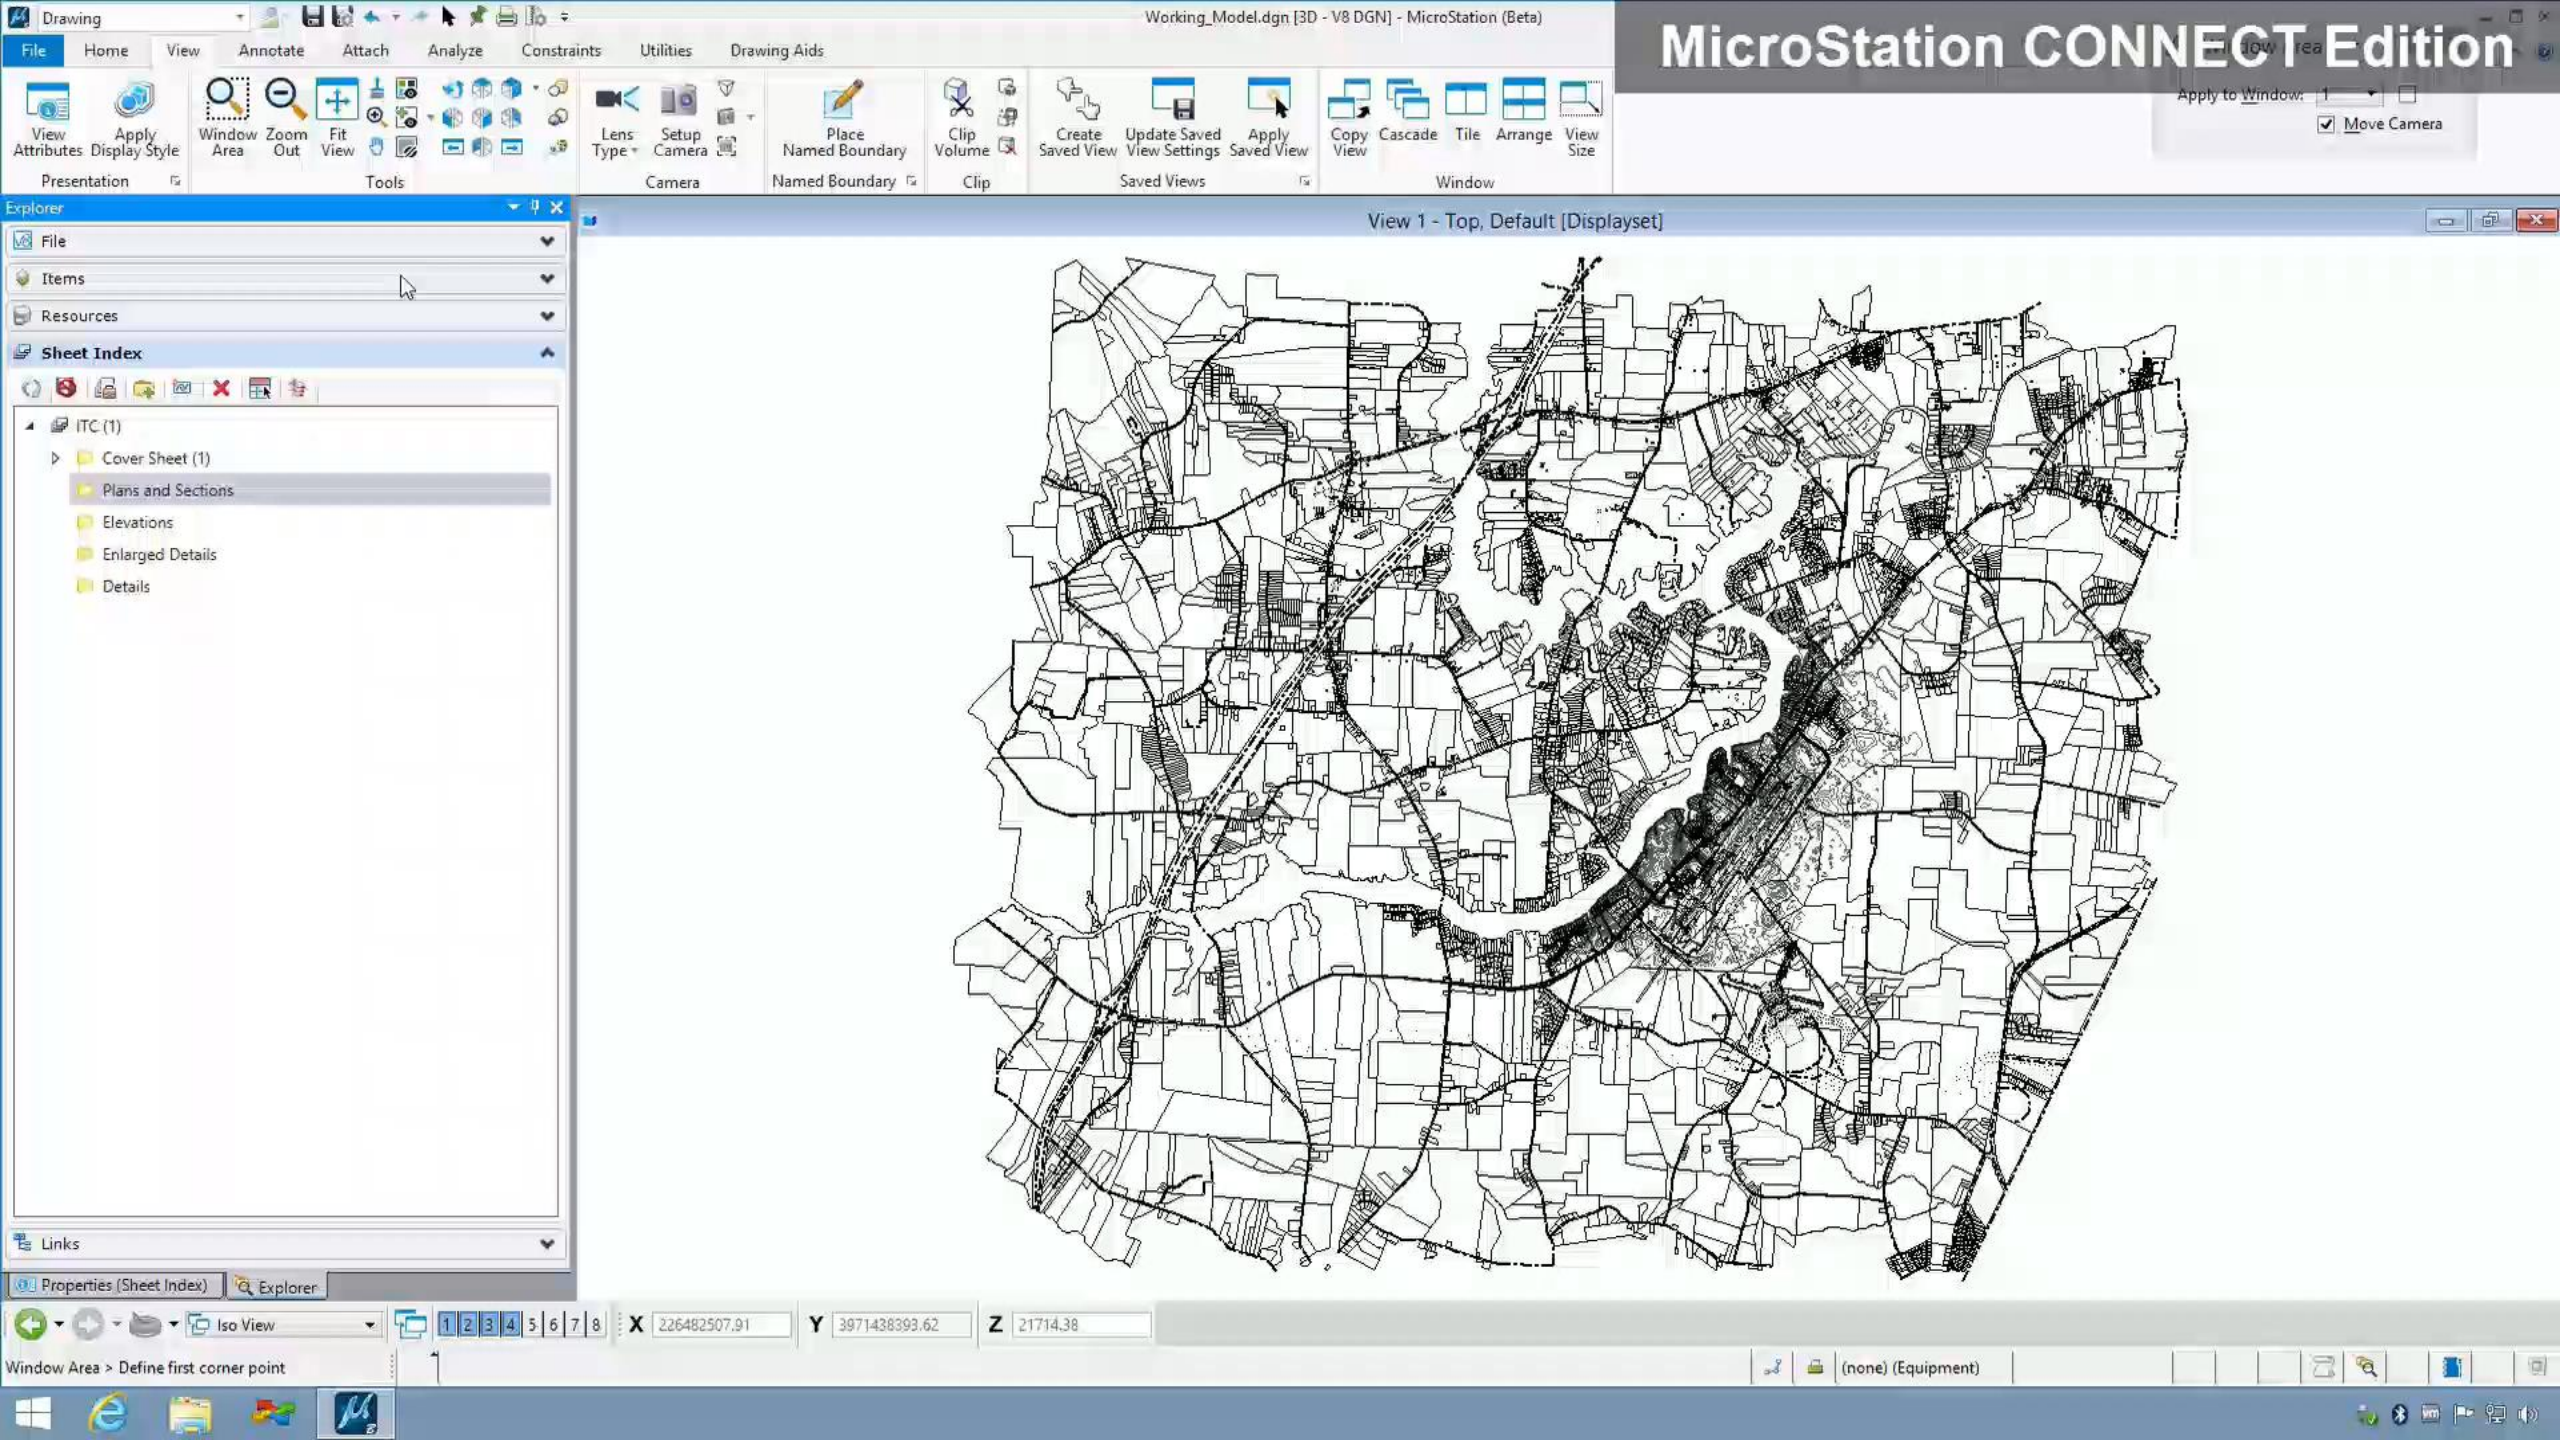 Drawing
Working_Model.dgn [3D - V8 DGN] - MicroStation (Beta)
MicroStation CONNECT Edition
File Home View Annotate Attach Analyze Constraints Utilities Drawing Aids
View Attributes
Apply Display Style
Window Area
Zoom Out
Fit View
Lens Type
Setup Camera
Place Named Boundary
Clip Volume
Create Saved View
Update Saved View Settings
Apply Saved View
Copy View
Cascade
Tile
Arrange
View Size
Apply to Window: 1
Move Camera
Presentation Tools Camera Named Boundary Clip Saved Views Window
Explorer
View 1 - Top, Default [Displayset]
File
Items
Resources
Sheet Index
ITC (1)
Cover Sheet (1)
Plans and Sections
Elevations
Enlarged Details
Details
Links
Properties (Sheet Index) Explorer
Iso View 1 2 3 4 5 6 7 8 X 226482507.91 Y 3971438393.62 Z 21714.38
Window Area > Define first corner point
(none) (Equipment)